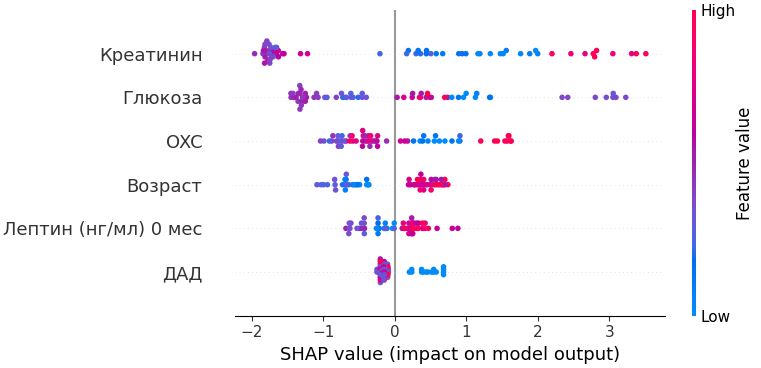 High
Креатинин
Глюкоза
ОХС
Возраст
Лептин (нг/мл) 0 мес
ДАД
Feature value
Low
−2 −1 0 1 2 3
SHAP value (impact on model output)